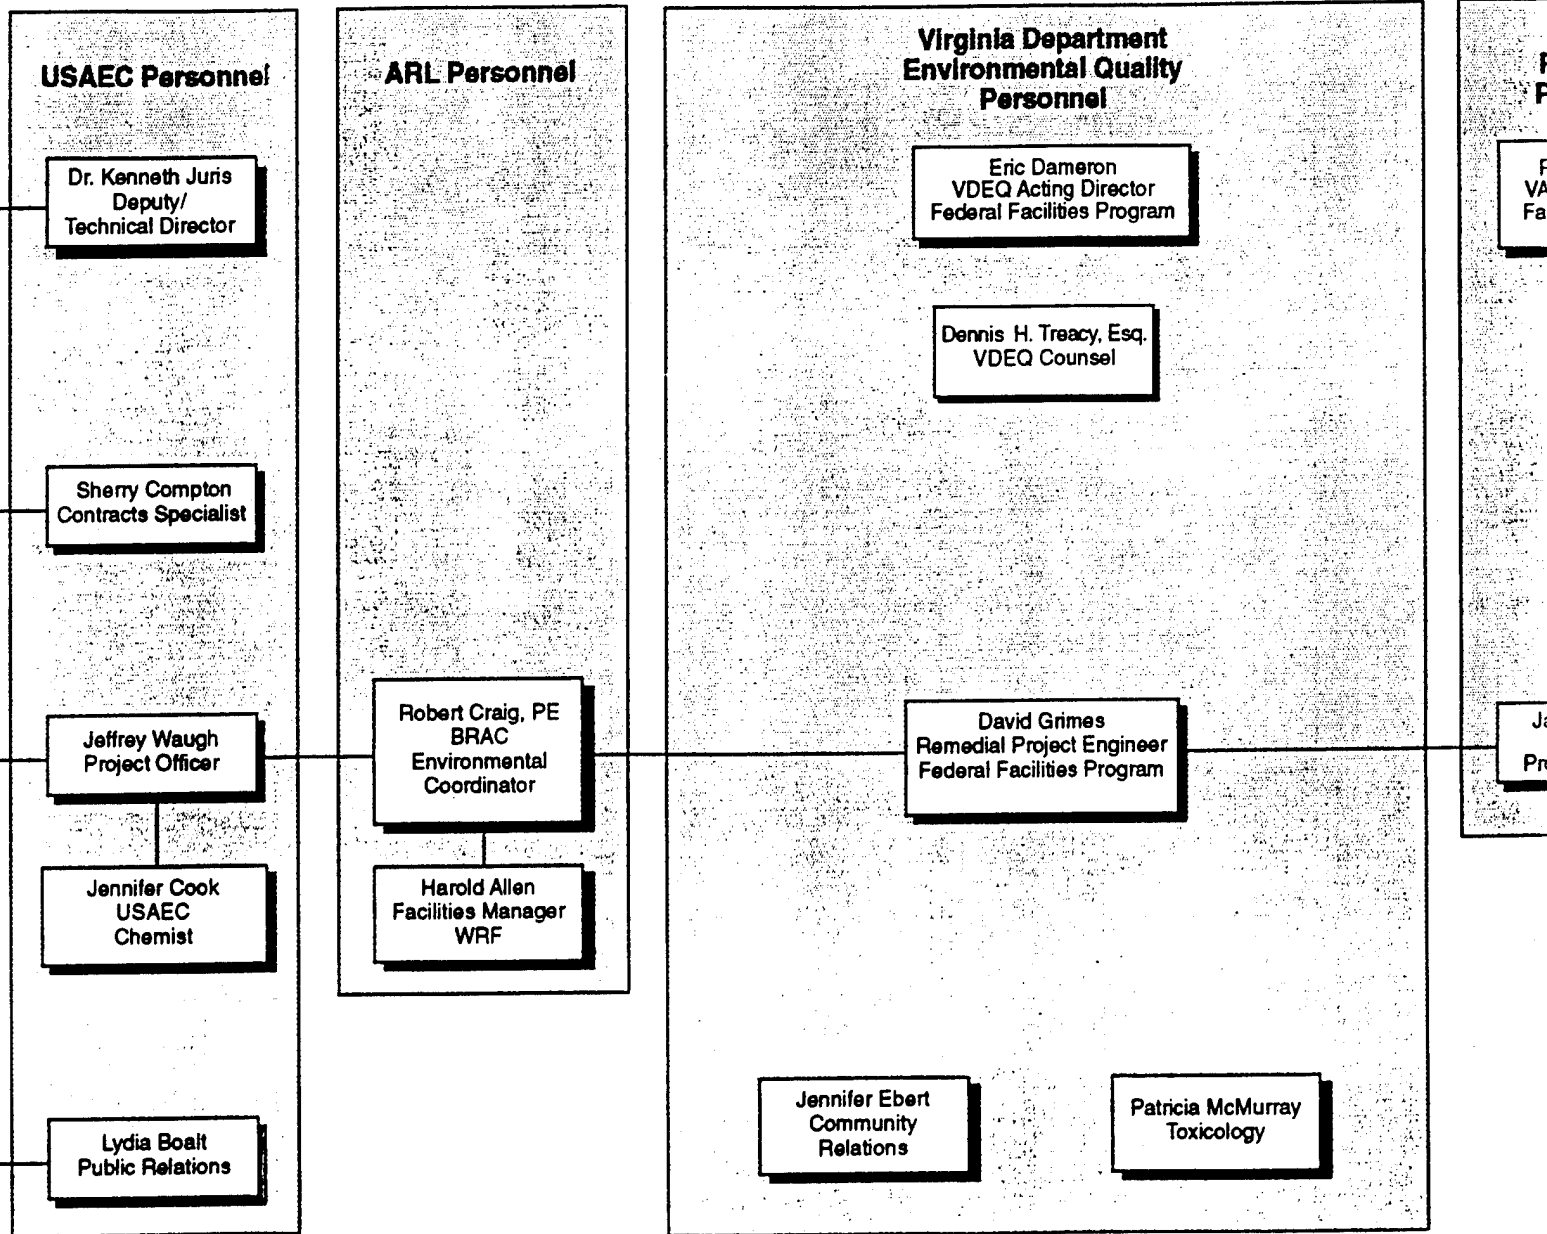 USAEC Personnel
Dr. Kenneth Juris
Deputy/
Technical Director
Sherry Compton
Contracts Specialist
Jeffrey Waugh
Project Officer
Jennifer Cook
USAEC
Chemist
Lydia Boalt
Public Relations
ARL Personnel
Robert Craig, PE
BRAC
Environmental
Coordinator
Harold Allen
Facilities Manager
WRF
Virginia Department
Environmental Quality
Personnel
Eric Dameron
VDEQ Acting Director
Federal Facilities Program
Dennis H. Treacy, Esq.
VDEQ Counsel
David Grimes
Remedial Project Engineer
Federal Facilities Program
Jennifer Ebert
Community
Relations
Patricia McMurray
Toxicology